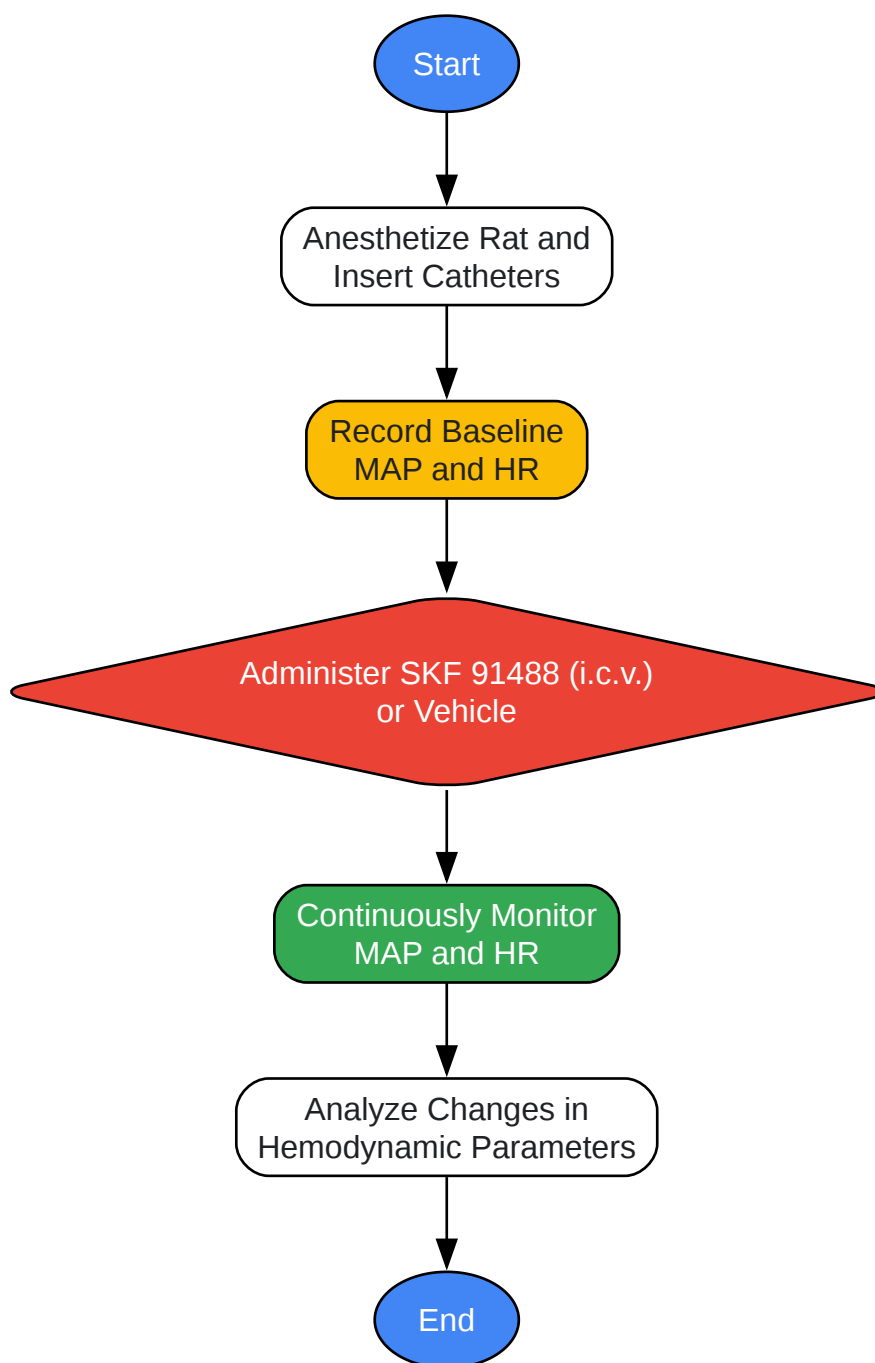 Start
Anesthetize Rat and
Insert Catheters
Record Baseline
MAP and HR
Administer SKF 91488 (i.c.v.)
or Vehicle
Continuously Monitor
MAP and HR
Analyze Changes in
Hemodynamic Parameters
End